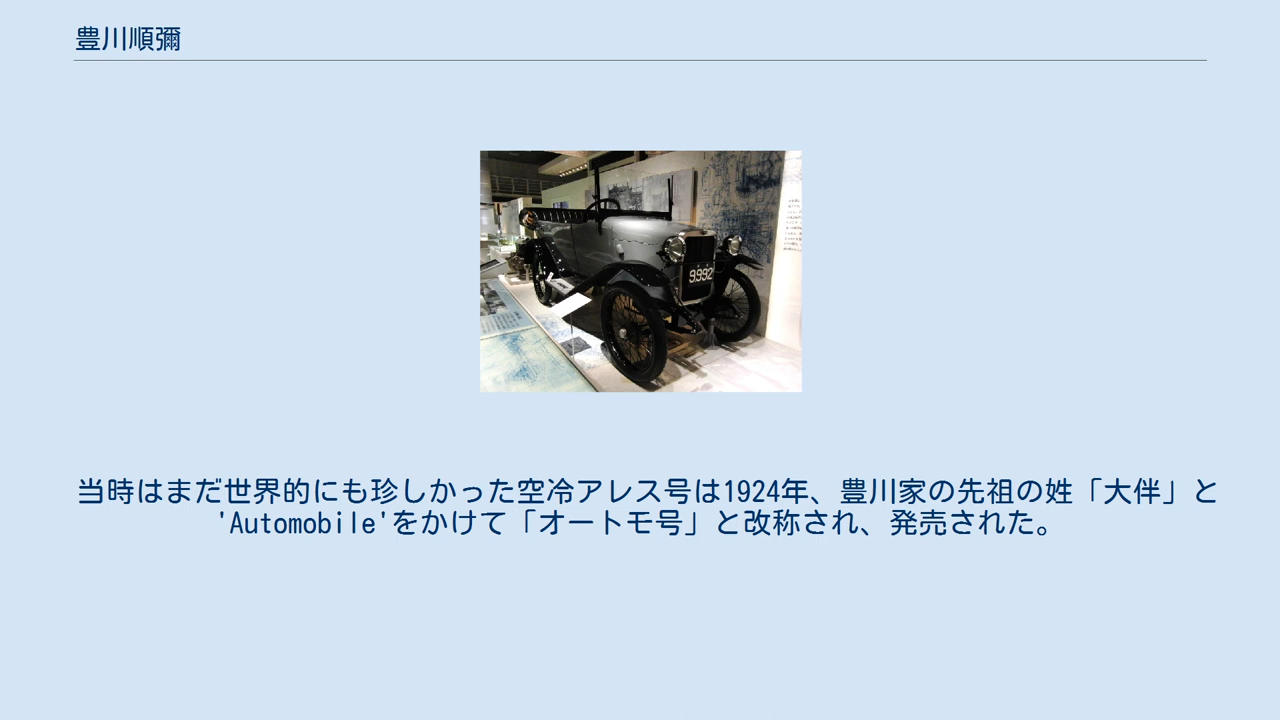 豊川順彌
9992
当時はまだ世界的にも珍しかった空冷アレス号は1924年、豊川家の先祖の姓「大伴」と
'Automobile'をかけて「オートモ号」と改称され、発売された。